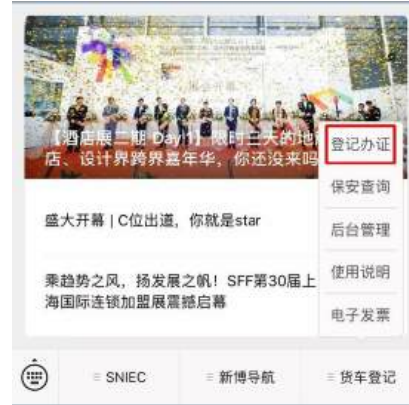 【酒店展二期 Day 1】限时三天的地
店、设计界跨界嘉年华，你还没来吗
盛大开幕 | C位出道，你就是star
乘趋势之风，扬发展之帆！SFF第30届上
海国际连锁加盟展震撼启幕
登记办证
保安查询
后台管理
使用说明
电子发票
SNIEC
新博导航
货车登记